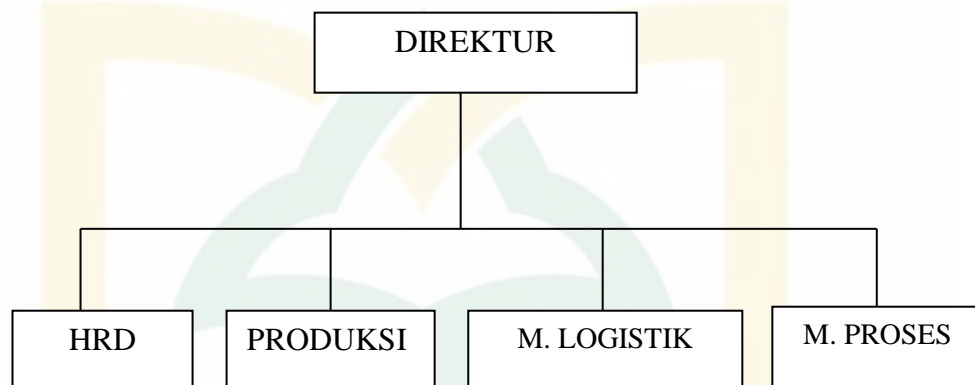 DIREKTUR
HRD
PRODUKSI
M. LOGISTIK
M. PROSES